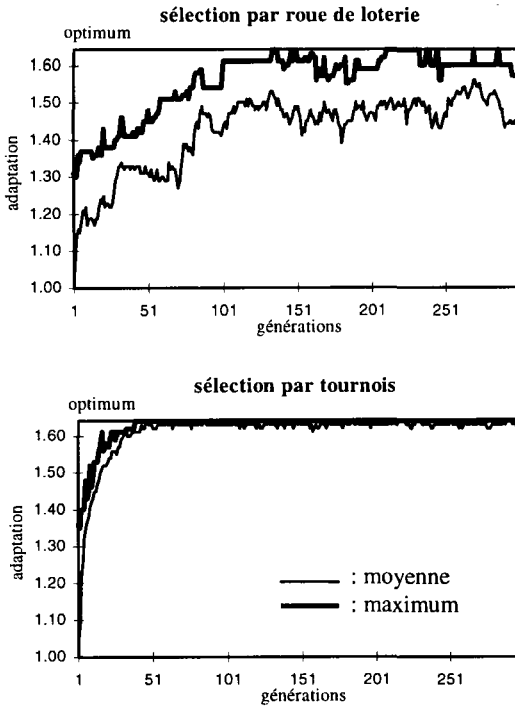 sélection par roue de loterie
optimum
1.60
1.50
1.40
1.30
1.20
1.10
1.00
adaptation
1 51 101 151 201 251
générations
sélection par tournois
optimum
1.60
1.50
1.40
1.30
1.20
1.10
1.00
adaptation
: moyenne
: maximum
1 51 101 151 201 251
générations